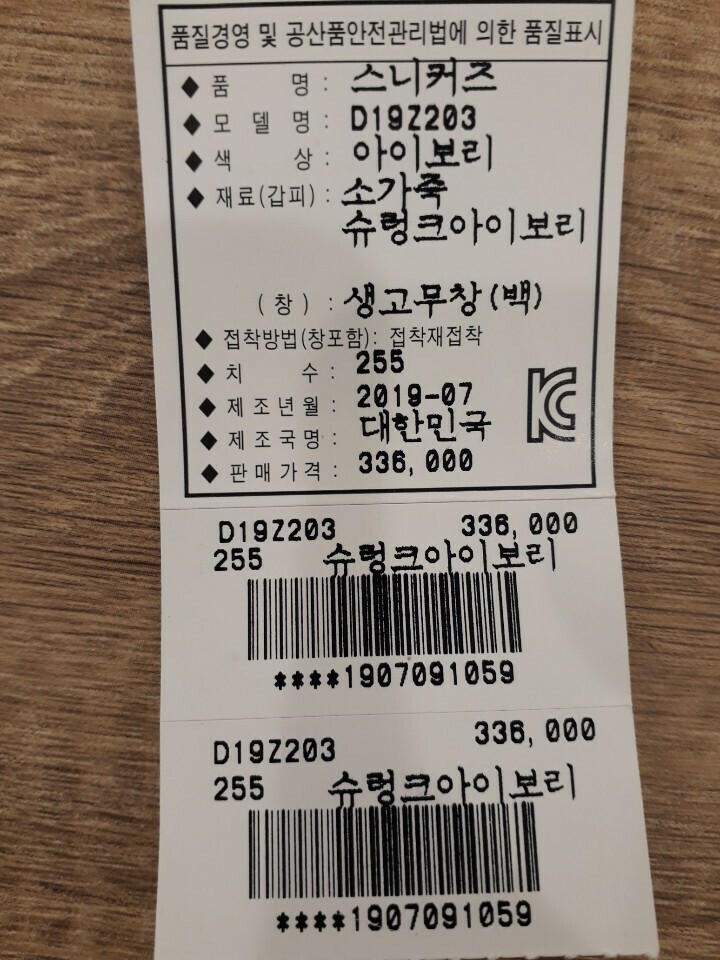 품질경영 및 공산품안전관리법에 의한 품질표시
◆ 품 명 : 스니커즈
◆ 모 델 명 : D19Z203
◆ 색 상 : 아이보리
◆ 재료(갑피) : 소가죽
슈렁크아이보리
( 창 ) : 생고무창(백)
◆ 접착방법(창포함) : 접착재접착
◆ 치 수 : 255
◆ 제조년월 : 2019-07
◆ 제조국명 : 대한민국
◆ 판매가격 : 336,000
D19Z203 336,000
255 슈렁크아이보리
****1907091059
D19Z203 336,000
255 슈렁크아이보리
****1907091059